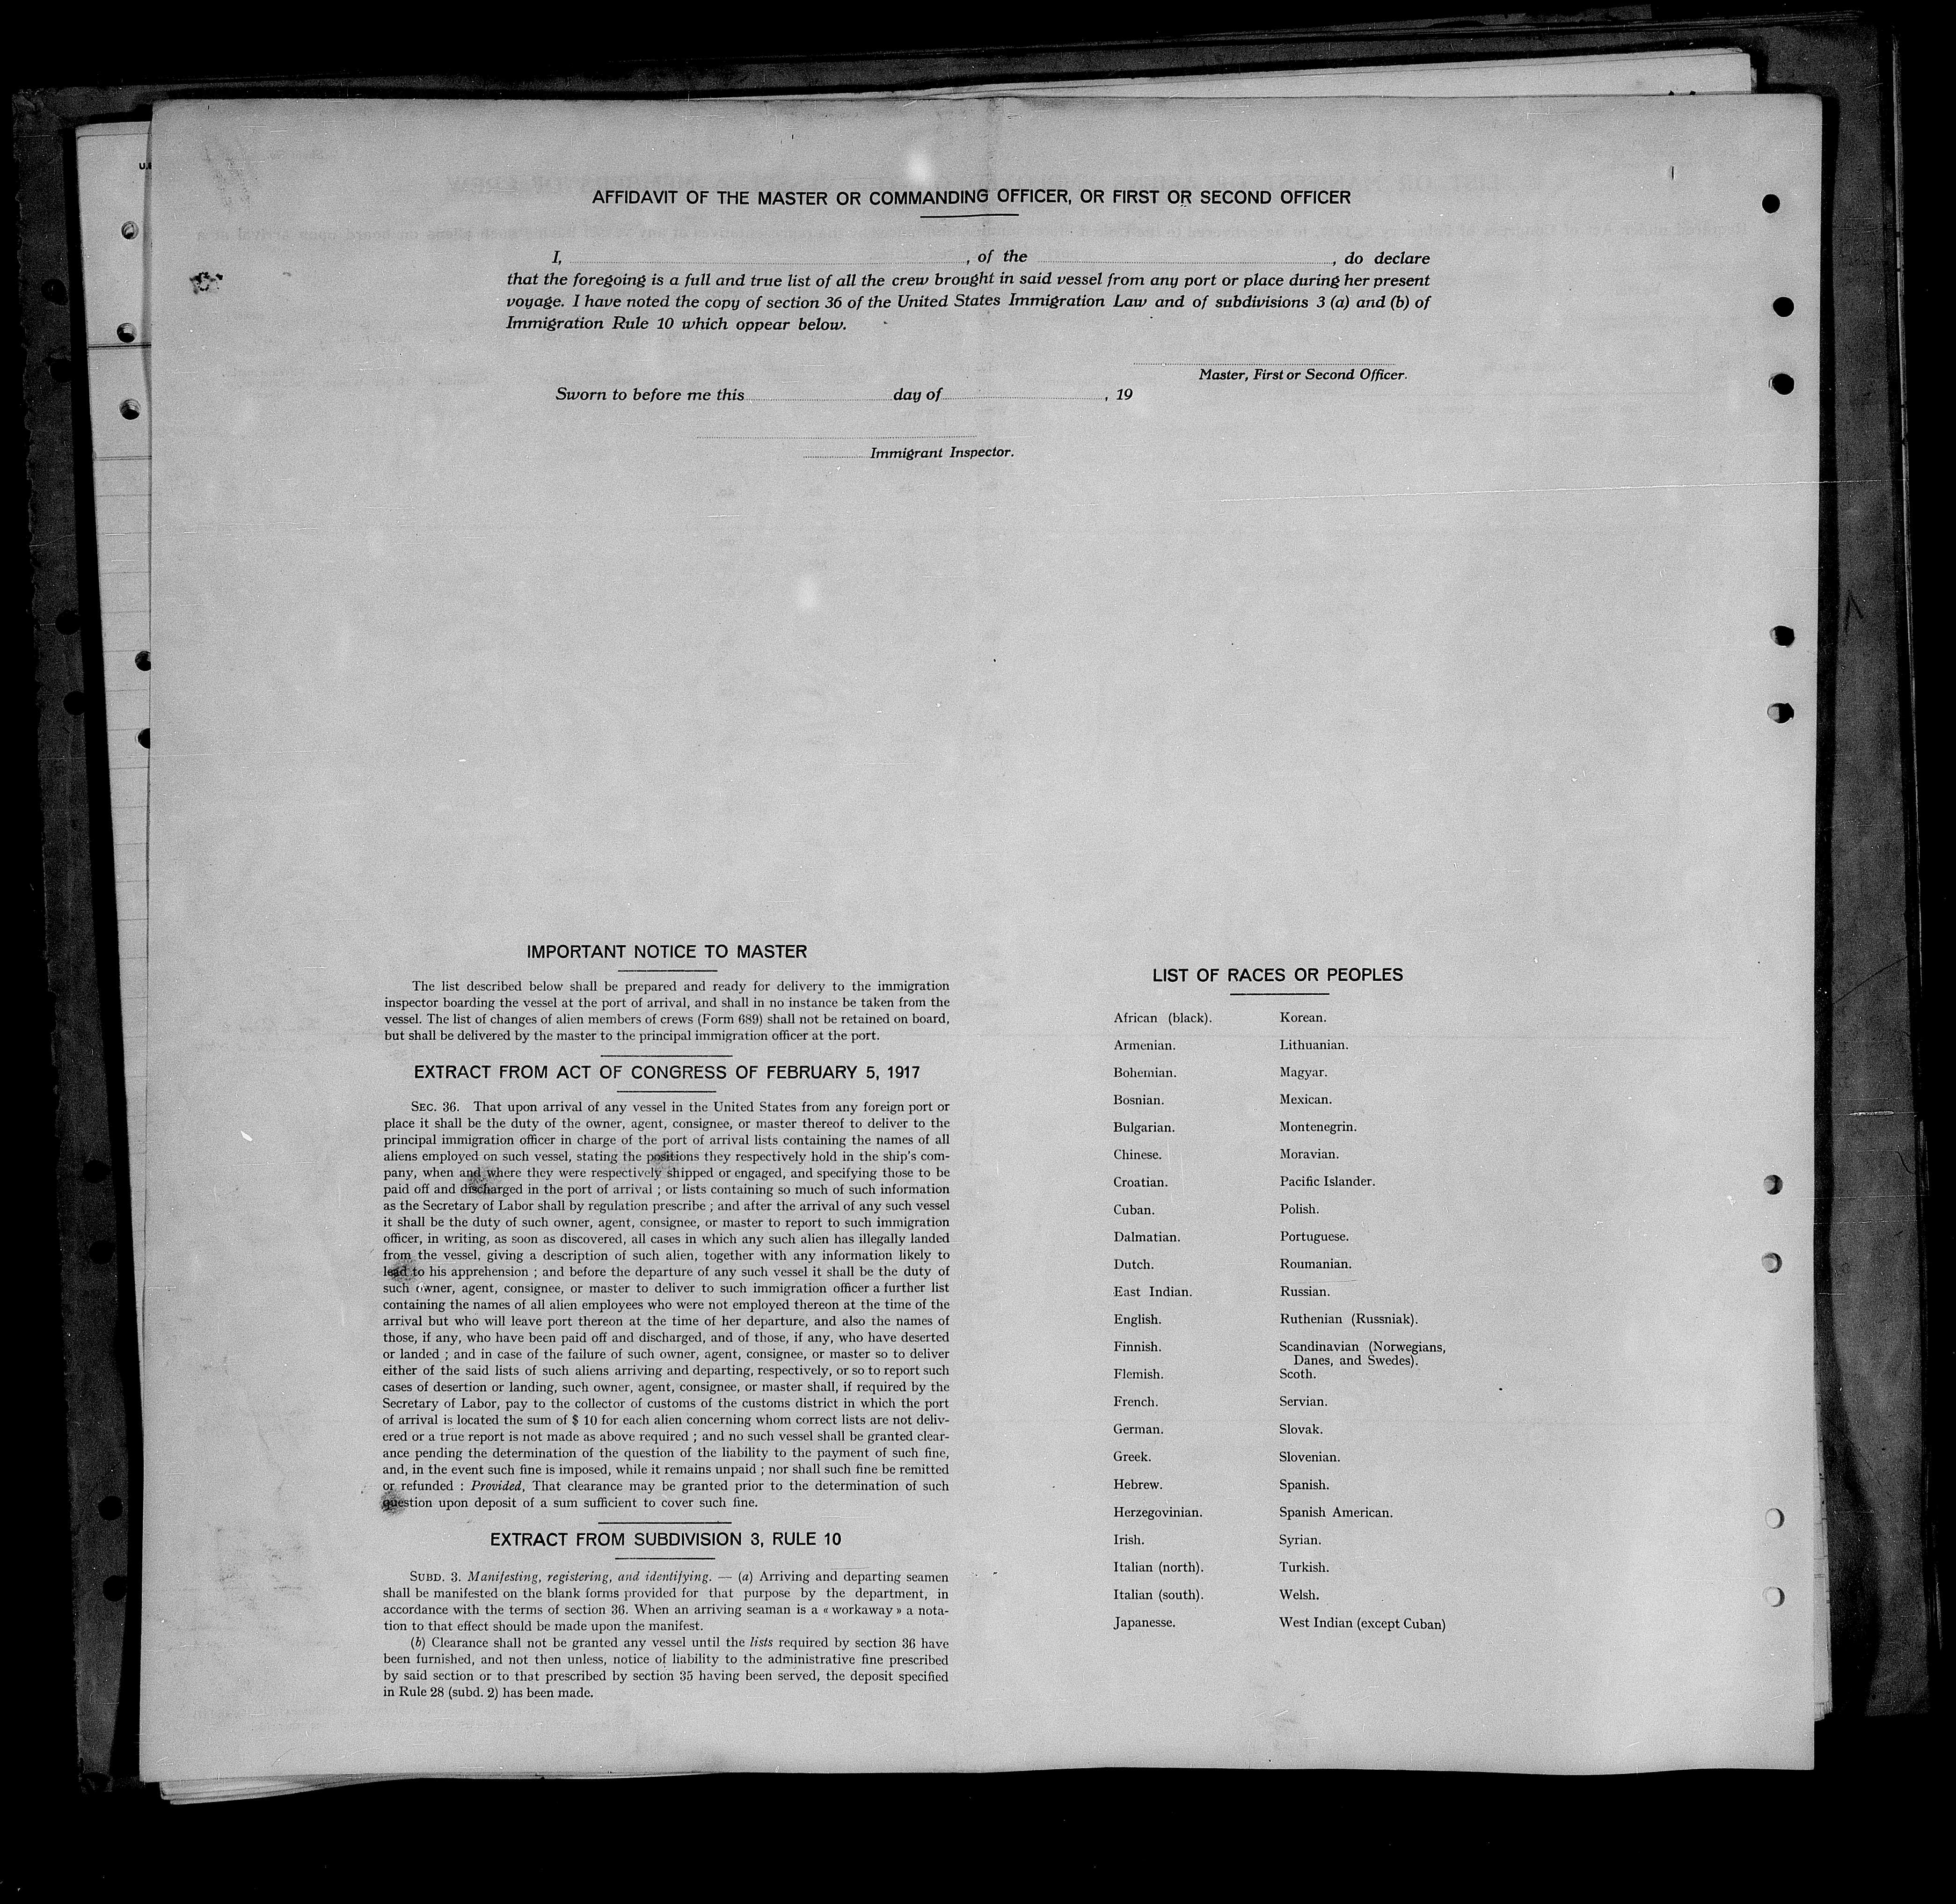 AFFIDAVIT OF THE MASTER OR COMMANDING OFFICER, OR FIRST OR SECOND OFFICER
I, , of the , do declare
that the foregoing is a full and true list of all the crew brought in said vessel from any port or place during her present
voyage. I have noted the copy of section 36 of the United States Immigration Law and of subdivisions 3 (a) and (b) of
Immigration Rule 10 which oppear below.
Master, First or Second Officer.
Sworn to before me this day of , 19
Immigrant Inspector.
IMPORTANT NOTICE TO MASTER
The list described below shall be prepared and ready for delivery to the immigration
inspector boarding the vessel at the port of arrival, and shall in no instance be taken from the
vessel. The list of changes of alien members of crews (Form 689) shall not be retained on board,
but shall be delivered by the master to the principal immigration officer at the port.
EXTRACT FROM ACT OF CONGRESS OF FEBRUARY 5, 1917
SEC. 36. That upon arrival of any vessel in the United States from any foreign port or
place it shall be the duty of the owner, agent, consignee, or master thereof to deliver to the
principal immigration officer in charge of the port of arrival lists containing the names of all
aliens employed on such vessel, stating the positions they respectively hold in the ship's com-
pany, when and where they were respectively shipped or engaged, and specifying those to be
paid off and discharged in the port of arrival ; or lists containing so much of such information
as the Secretary of Labor shall by regulation prescribe ; and after the arrival of any such vessel
it shall be the duty of such owner, agent, consignee, or master to report to such immigration
officer, in writing, as soon as discovered, all cases in which any such alien has illegally landed
from the vessel, giving a description of such alien, together with any information likely to
lead to his apprehension ; and before the departure of any such vessel it shall be the duty of
such owner, agent, consignee, or master to deliver to such immigration officer a further list
containing the names of all alien employees who were not employed thereon at the time of the
arrival but who will leave port thereon at the time of her departure, and also the names of
those, if any, who have been paid off and discharged, and of those, if any, who have deserted
or landed ; and in case of the failure of such owner, agent, consignee, or master so to deliver
either of the said lists of such aliens arriving and departing, respectively, or so to report such
cases of desertion or landing, such owner, agent, consignee, or master shall, if required by the
Secretary of Labor, pay to the collector of customs of the customs district in which the port
of arrival is located the sum of $ 10 for each alien concerning whom correct lists are not deliv-
ered or a true report is not made as above required ; and no such vessel shall be granted clear-
ance pending the determination of the question of the liability to the payment of such fine,
and, in the event such fine is imposed, while it remains unpaid ; nor shall such fine be remitted
or refunded : Provided, That clearance may be granted prior to the determination of such
question upon deposit of a sum sufficient to cover such fine.
EXTRACT FROM SUBDIVISION 3, RULE 10
SUBD. 3. Manifesting, registering, and identifying. — (a) Arriving and departing seamen
shall be manifested on the blank forms provided for that purpose by the department, in
accordance with the terms of section 36. When an arriving seaman is a « workaway » a nota-
tion to that effect should be made upon the manifest.
(b) Clearance shall not be granted any vessel until the lists required by section 36 have
been furnished, and not then unless, notice of liability to the administrative fine prescribed
by said section or to that prescribed by section 35 having been served, the deposit specified
in Rule 28 (subd. 2) has been made.
LIST OF RACES OR PEOPLES
African (black).
Armenian.
Bohemian.
Bosnian.
Bulgarian.
Chinese.
Croatian.
Cuban.
Dalmatian.
Dutch.
East Indian.
English.
Finnish.
Flemish.
French.
German.
Greek.
Hebrew.
Herzegovinian.
Irish.
Italian (north).
Italian (south).
Japanesse.
Korean.
Lithuanian.
Magyar.
Mexican.
Montenegrin.
Moravian.
Pacific Islander.
Polish.
Portuguese.
Roumanian.
Russian.
Ruthenian (Russniak).
Scandinavian (Norwegians,
Danes, and Swedes).
Scoth.
Servian.
Slovak.
Slovenian.
Spanish.
Spanish American.
Syrian.
Turkish.
Welsh.
West Indian (except Cuban)